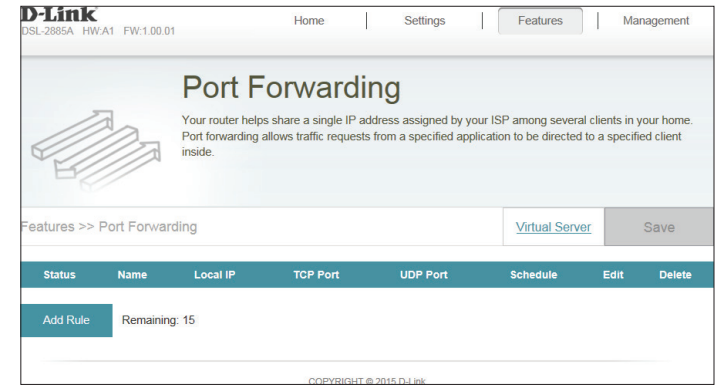 D-Link
DSL-2885A HW:A1 FW:1.00.01
Home Settings Features Management
Port Forwarding
Your router helps share a single IP address assigned by your ISP among several clients in your home.
Port forwarding allows traffic requests from a specified application to be directed to a specified client
inside.
Features >> Port Forwarding
Virtual Server
Save
Status Name Local IP TCP Port UDP Port Schedule Edit Delete
Add Rule Remaining: 15
COPYRIGHT © 2015 D-Link